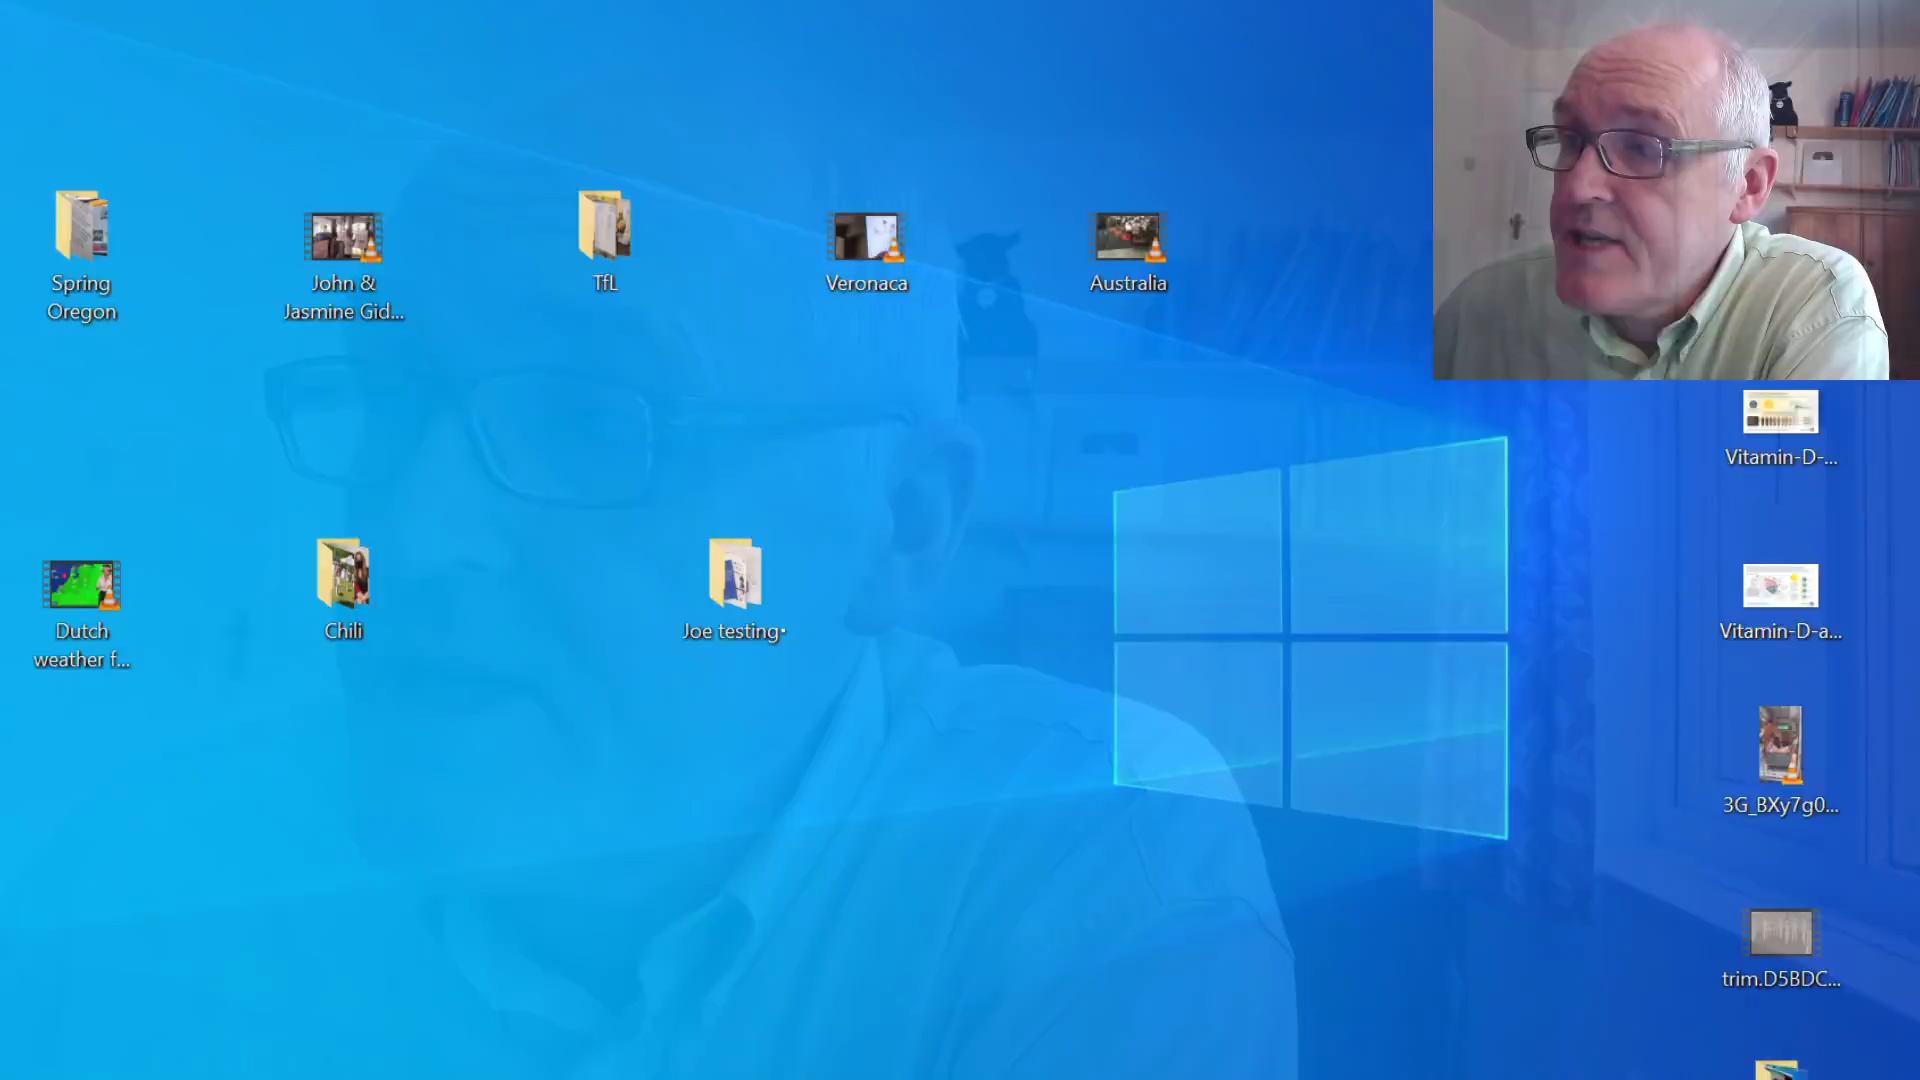 Spring
Oregon
John &
Jasmine Gid...
TfL
Veronaca
Australia
Vitamin-D-...
Dutch
weather f...
Chili
Joe testing•
Vitamin-D-a...
3G_BXy7g0...
trim.D5BDC...